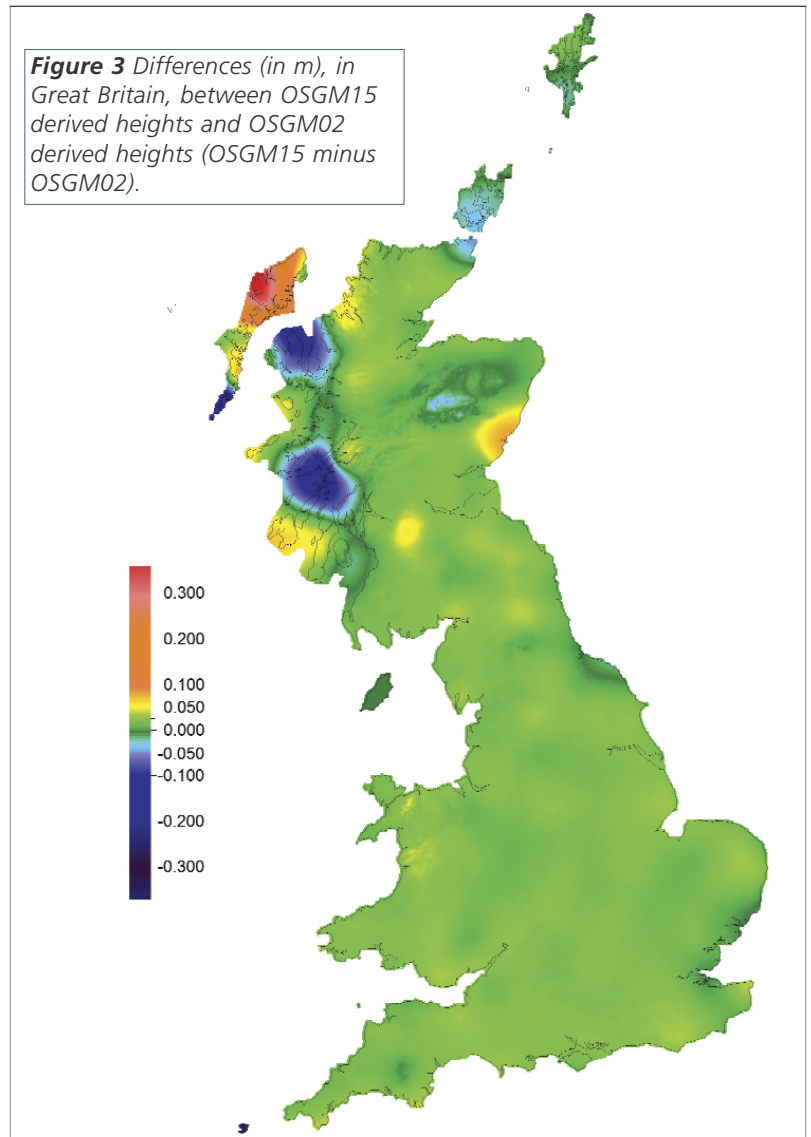 Figure 3 Differences (in m), in
Great Britain, between OSGM15
derived heights and OSGM02
derived heights (OSGM15 minus
OSGM02).
0.300
0.200
0.100
0.050
0.000
-0.050
-0.100
-0.200
-0.300